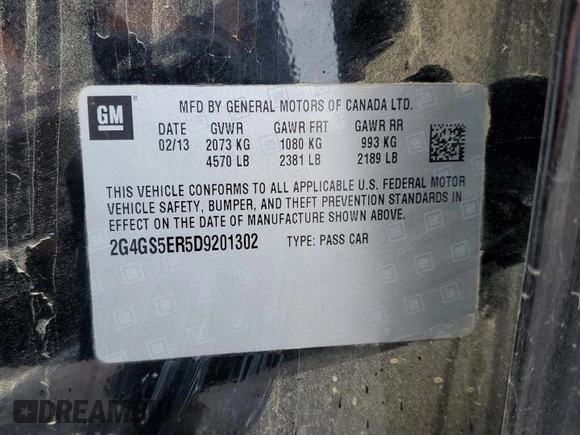 GM
MFD BY GENERAL MOTORS OF CANADA LTD.
DATE GVWR GAWR FRT GAWR RR
02/13 2073 KG 1080 KG 993 KG
4570 LB 2381 LB 2189 LB
THIS VEHICLE CONFORMS TO ALL APPLICABLE U.S. FEDERAL MOTOR
VEHICLE SAFETY, BUMPER, AND THEFT PREVENTION STANDARDS IN
EFFECT ON THE DATE OF MANUFACTURE SHOWN ABOVE.
2G4GS5ER5D9201302 TYPE: PASS CAR